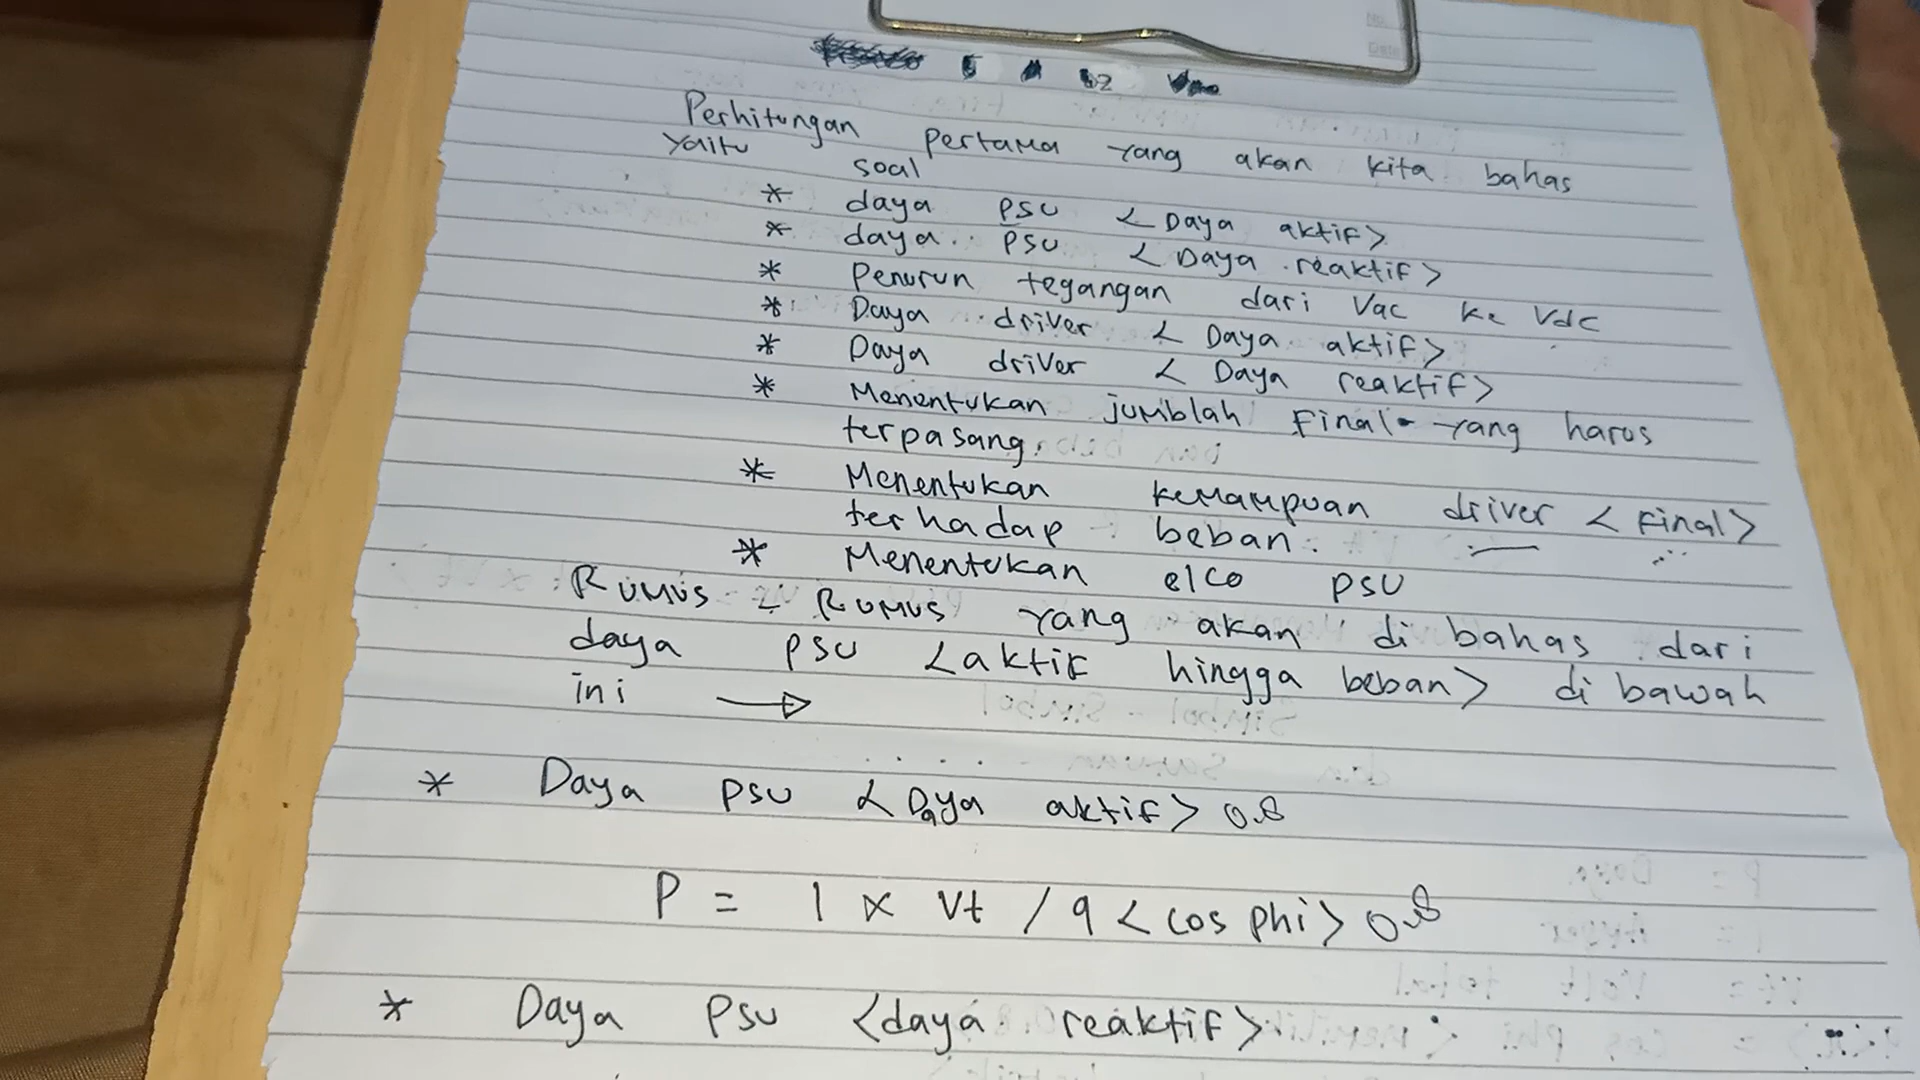 62
Perhitungan pertama yang akan kita bahas
yaitu soal
* daya PSU < Daya aktif>
* daya PSU < Daya reaktif>
* Penurun tegangan dari Vac ke Vdc
* Daya driver < Daya aktif>
* Daya driver < Daya reaktif>
* Menentukan jumblah Final yang harus
terpasang.
* Menentukan kemampuan driver < Final>
terhadap beban.
* Menentukan elco PSU
Rumus - Rumus yang akan di bahas dari
daya PSU < aktif hingga beban> di bawah
ini →
* Daya PSU < Daya aktif> 0.8
P = I x Vt / q < cos phi> 0.8
* Daya PSU <daya reaktif>